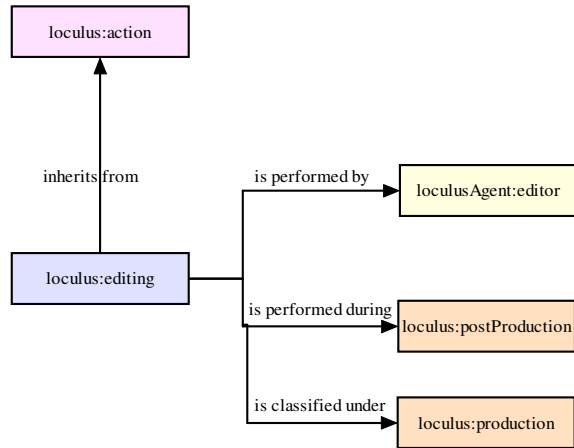 loculus:action
inherits from
is performed by
loculusAgent:editor
loculus:editing
is performed during
loculus:postProduction
is classified under
loculus:production